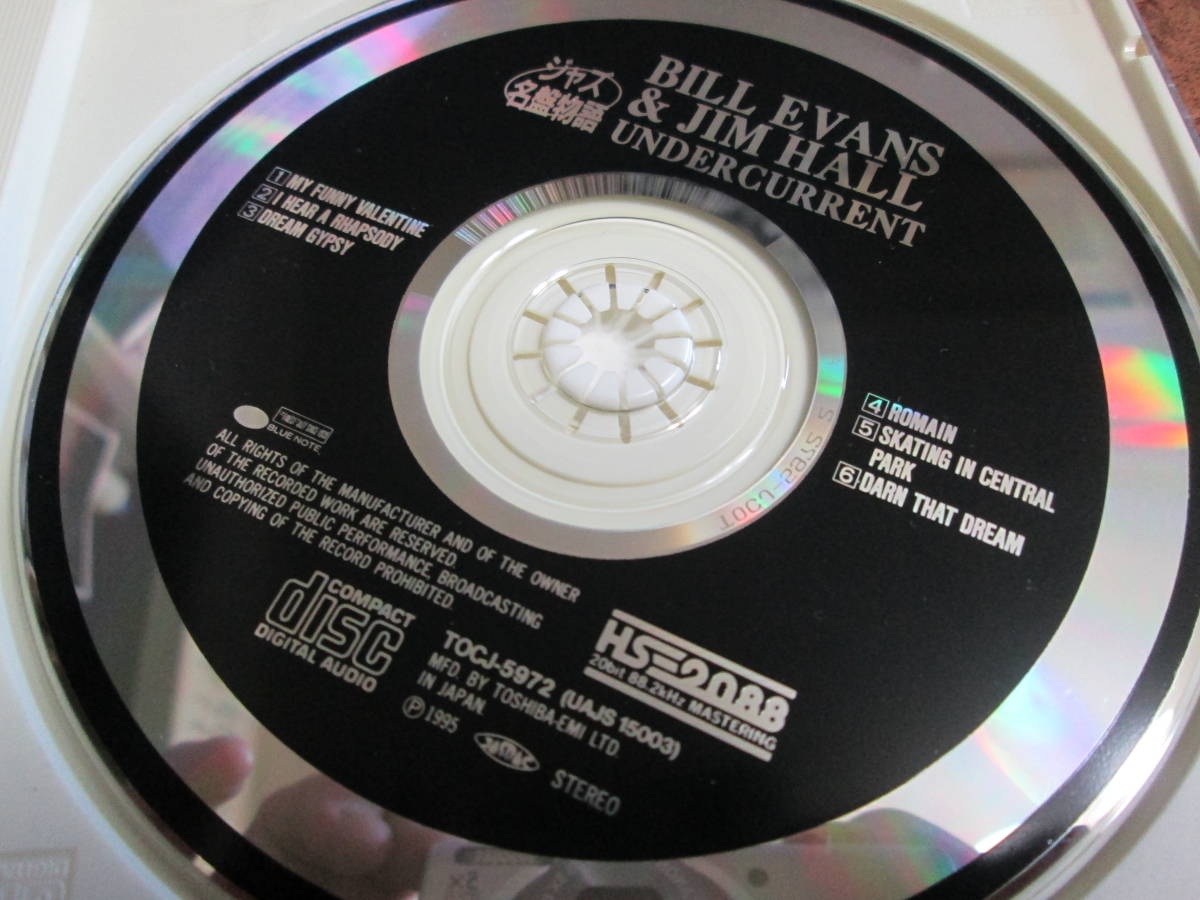 ジャズ
名盤物語
BILL EVANS
& JIM HALL
UNDERCURRENT
1 MY FUNNY VALENTINE
2 I HEAR A RHAPSODY
3 DREAM GYPSY
4 ROMAIN
5 SKATING IN CENTRAL
PARK
6 DARN THAT DREAM
BLUE NOTE
ALL RIGHTS OF THE MANUFACTURER AND OF THE OWNER
OF THE RECORDED WORK ARE RESERVED.
UNAUTHORIZED PUBLIC PERFORMANCE, BROADCASTING
AND COPYING OF THE RECORD PROHIBITED.
COMPACT
disc
DIGITAL AUDIO
TOCJ-5972 (UAJS 15003)
MFD. BY TOSHIBA-EMI LTD.
IN JAPAN.
Ⓟ1995
STEREO
HS=2088
20bit 88.2kHz MASTERING